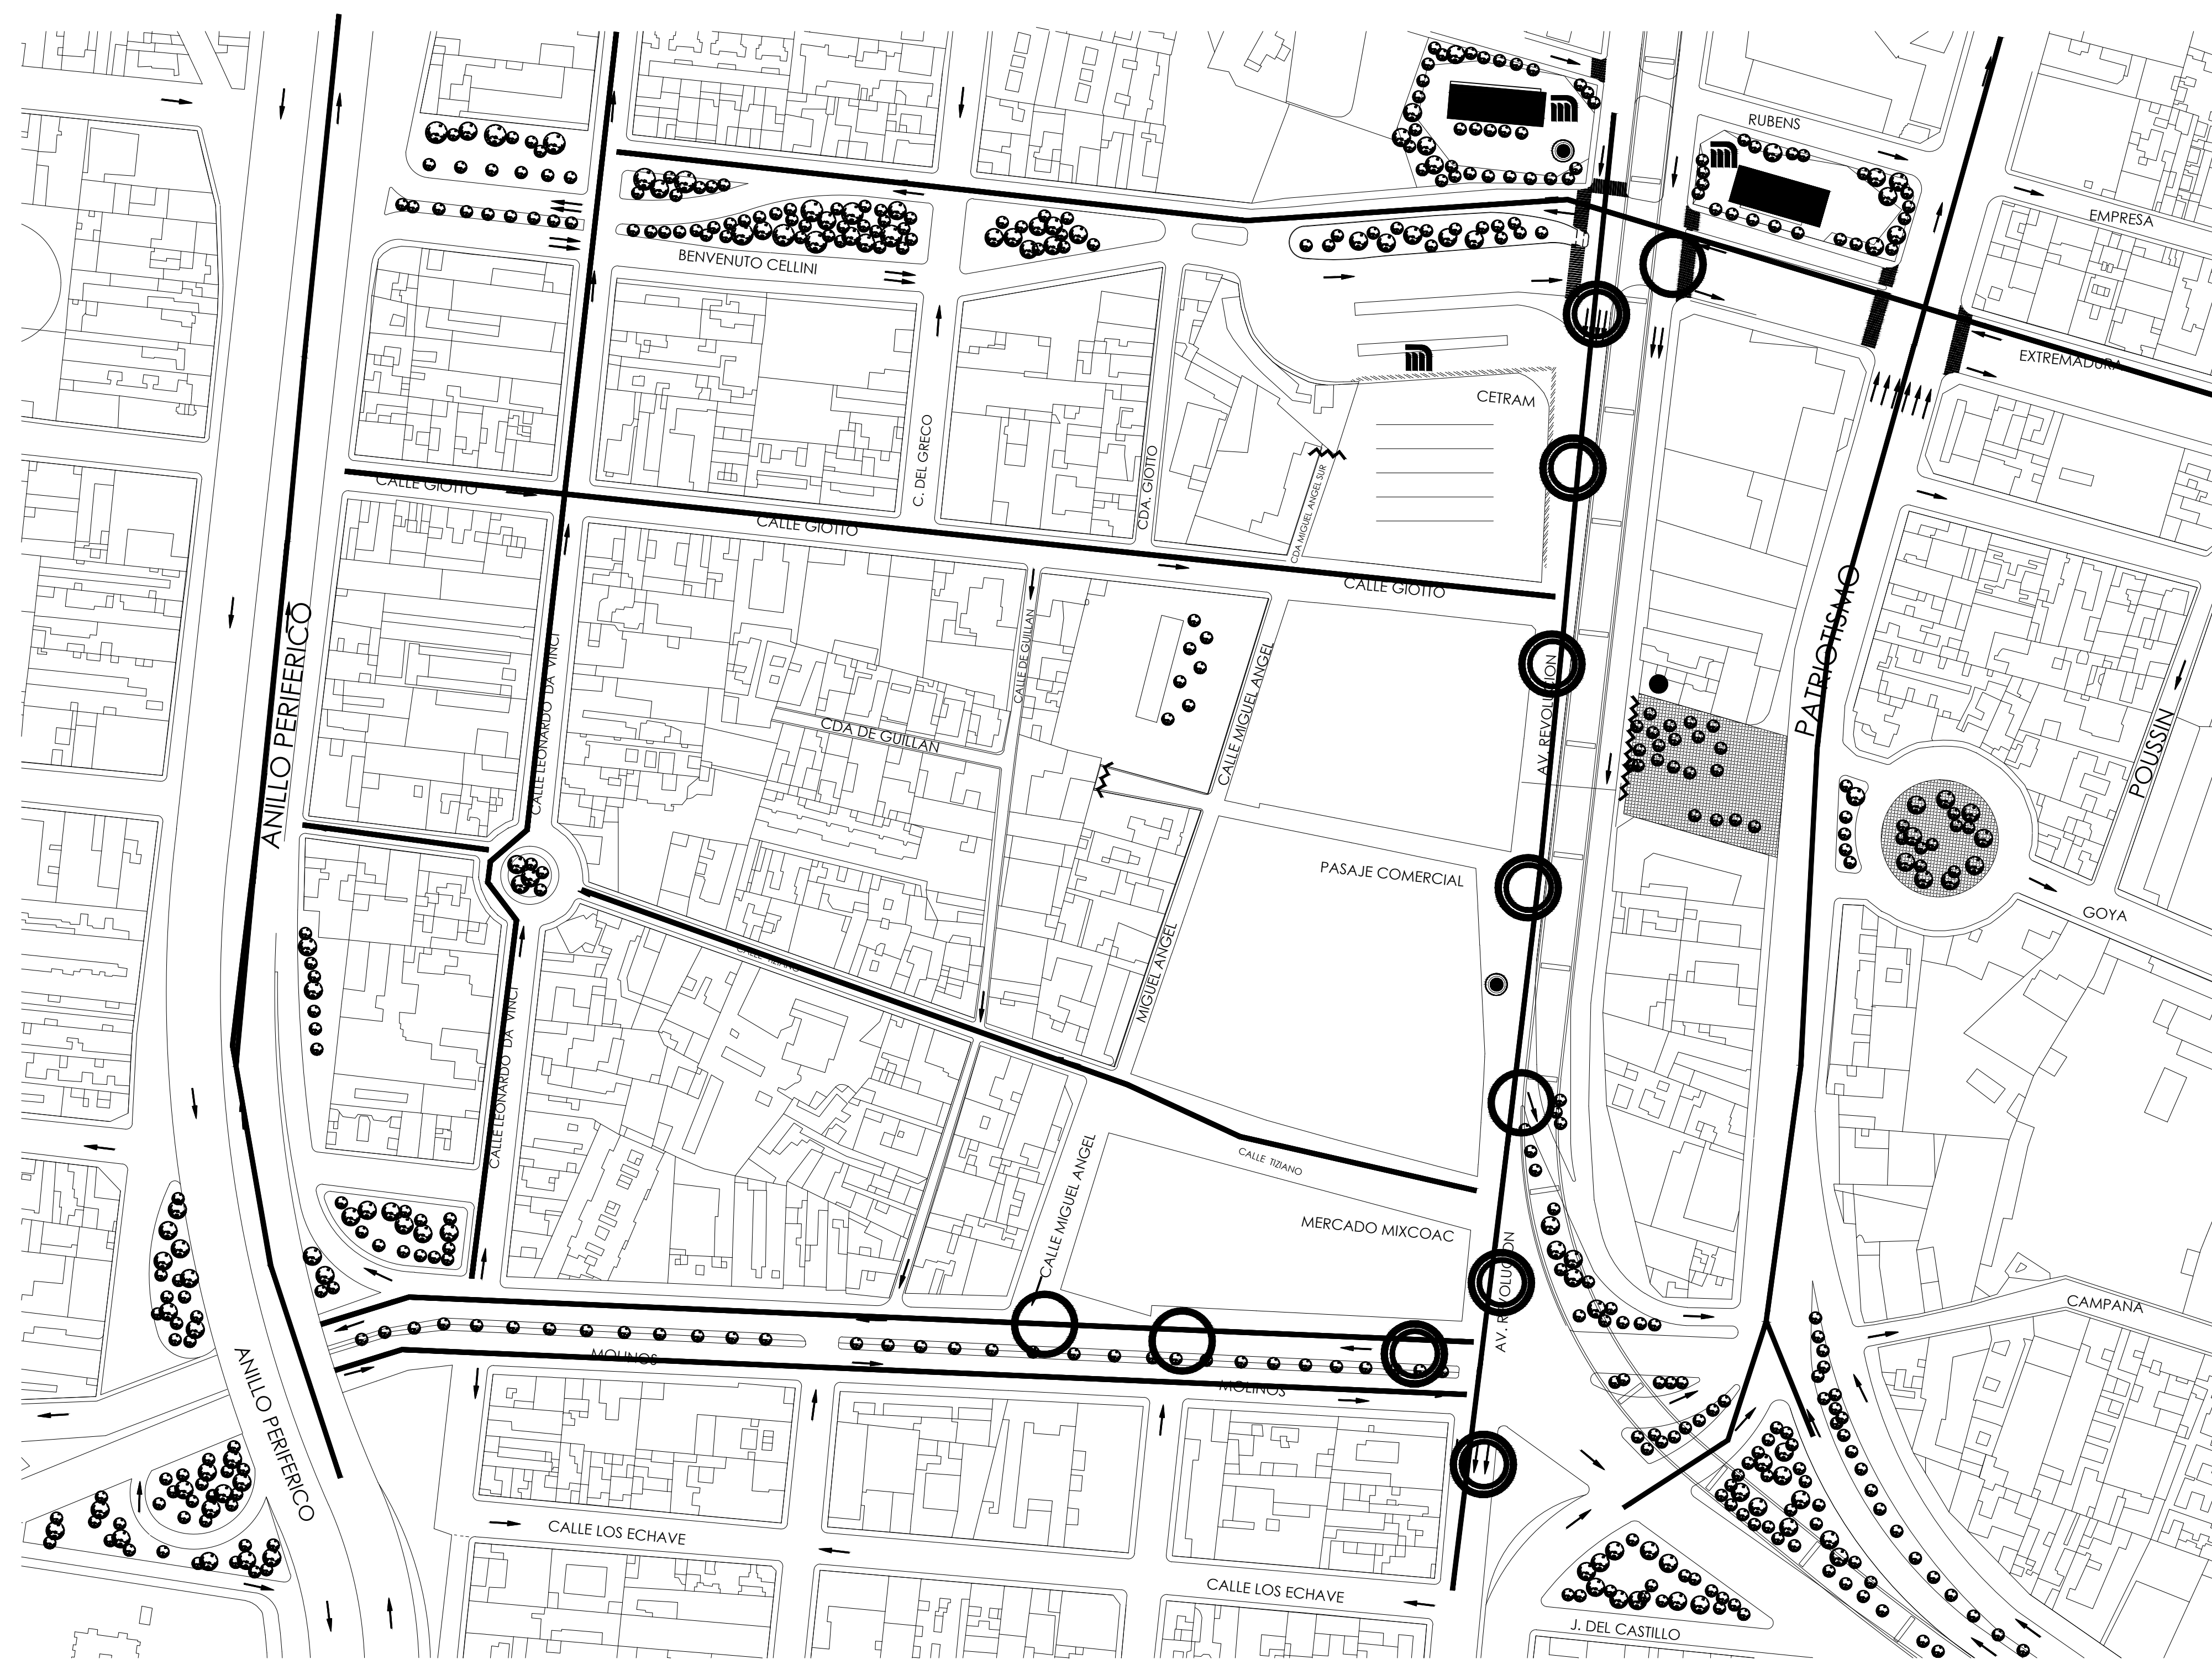 RUBENS
EMPRESA
BENVENUTO CELLINI
EXTREMADURA
CETRAM
C. DEL GRECO
CDA. GIOTTO
CDA MIGUEL ANGEL SUR
CALLE GIOTTO
CALLE GIOTTO
CALLE GIOTTO
ANILLO PERIFERICO
CALLE LEONARDO DA VINCI
CALLE DE GUILLAN
CDA DE GUILLAN
CALLE MIGUEL ANGEL
AV. REVOLUCION
PATRIOTISMO
POUSSIN
PASAJE COMERCIAL
GOYA
CALLE TIZIANO
MIGUEL ANGEL
CALLE LEONARDO DA VINCI
CALLE TIZIANO
CALLE MIGUEL ANGEL
MERCADO MIXCOAC
AV. REVOLUCION
CAMPANA
ANILLO PERIFERICO
MOLINOS
MOLINOS
CALLE LOS ECHAVE
CALLE LOS ECHAVE
J. DEL CASTILLO